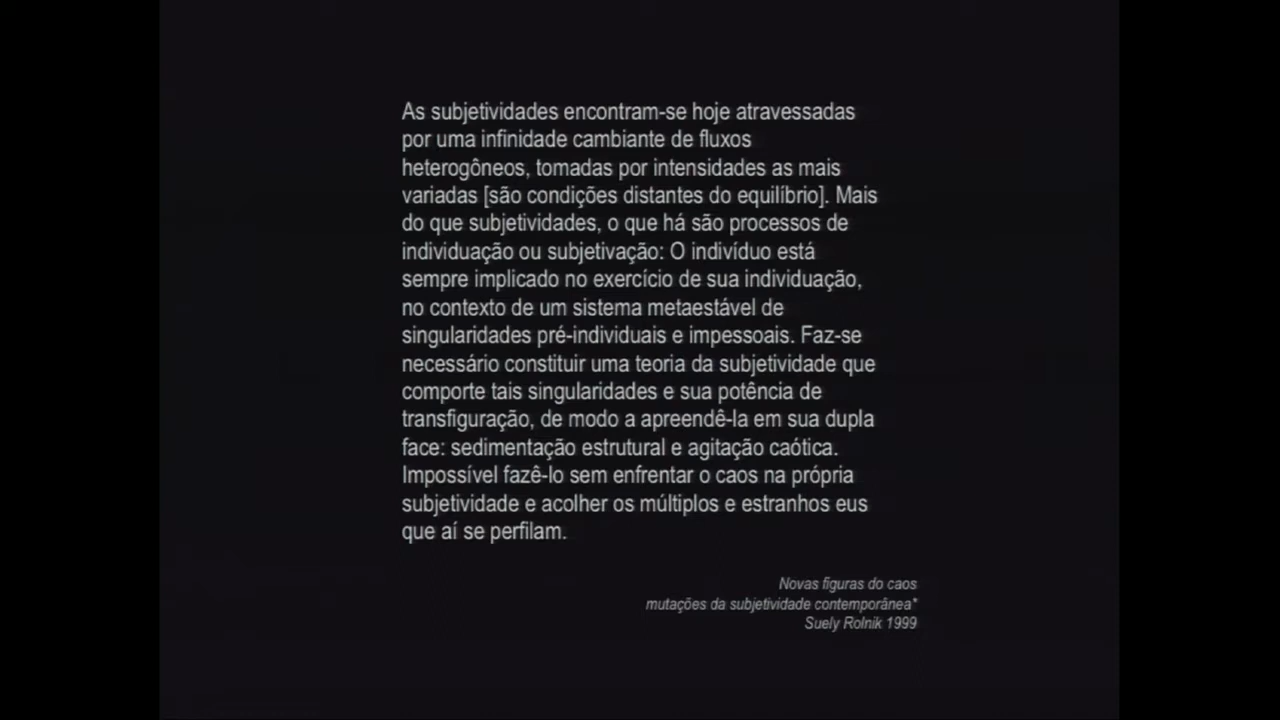 As subjetividades encontram-se hoje atravessadas
por uma infinidade cambiante de fluxos
heterogôneos, tomadas por intensidades as mais
variadas [são condições distantes do equilíbrio]. Mais
do que subjetividades, o que há são processos de
individuação ou subjetivação: O indivíduo está
sempre implicado no exercício de sua individuação,
no contexto de um sistema metaestável de
singularidades pré-individuais e impessoais. Faz-se
necessário constituir uma teoria da subjetividade que
comporte tais singularidades e sua potência de
transfiguração, de modo a apreendê-la em sua dupla
face: sedimentação estrutural e agitação caótica.
Impossível fazê-lo sem enfrentar o caos na própria
subjetividade e acolher os múltiplos e estranhos eus
que aí se perfilam.
Novas figuras do caos
mutações da subjetividade contemporânea*
Suely Rolnik 1999